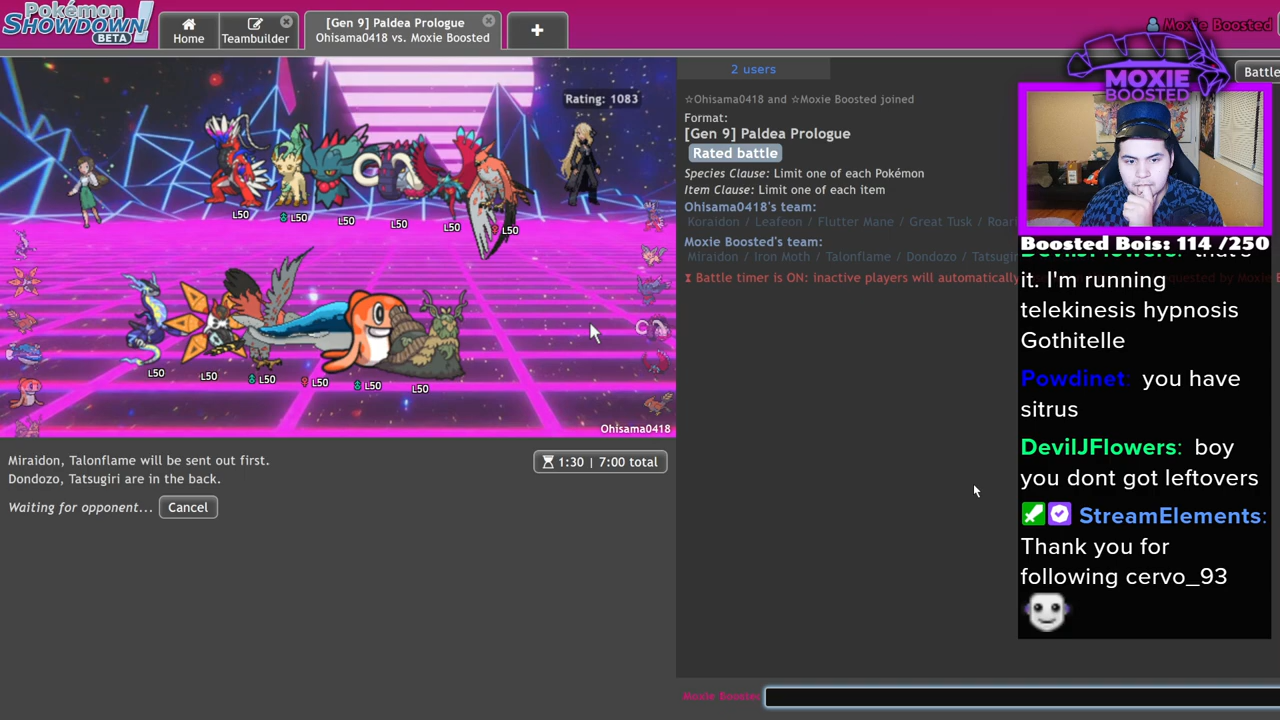 Pokémon
SHOWDOWN!
BETA
Home
Teambuilder
[Gen 9] Paldea Prologue
Ohisama0418 vs. Moxie Boosted
+
Moxie Boosted
Battle
Rating: 1083
L50
L50
L50
L50
L50
L50
L50
L50
L50
L50
L50
L50
Ohisama0418
Miraidon, Talonflame will be sent out first.
Dondozo, Tatsugiri are in the back.
Waiting for opponent... Cancel
1:30 | 7:00 total
2 users
☆Ohisama0418 and ☆Moxie Boosted joined
Format:
[Gen 9] Paldea Prologue
Rated battle
Species Clause: Limit one of each Pokémon
Item Clause: Limit one of each item
Ohisama0418's team:
Koraidon / Leafeon / Flutter Mane / Great Tusk / Roari
Moxie Boosted's team:
Miraidon / Iron Moth / Talonflame / Dondozo / Tatsugiri
Battle timer is ON: inactive players will automatically
Moxie Boosted:
MOXIE
BOOSTED
Boosted Bois: 114 /250
DevilJFlowers: that's
it. I'm running
telekinesis hypnosis
Gothitelle
Powdinet: you have
sitrus
DevilJFlowers: boy
you dont got leftovers
StreamElements:
Thank you for
following cervo_93